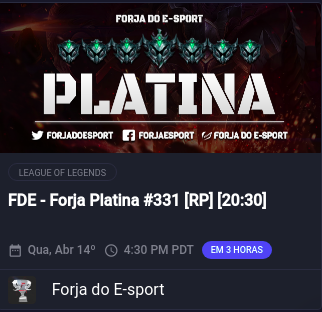 FORJA DO E-SPORT
PLATINA
FORJADOESPORT FORJAESPORT FORJA DO E-SPORT
LEAGUE OF LEGENDS
FDE - Forja Platina #331 [RP] [20:30]
Qua, Abr 14º 4:30 PM PDT EM 3 HORAS
Forja do E-sport